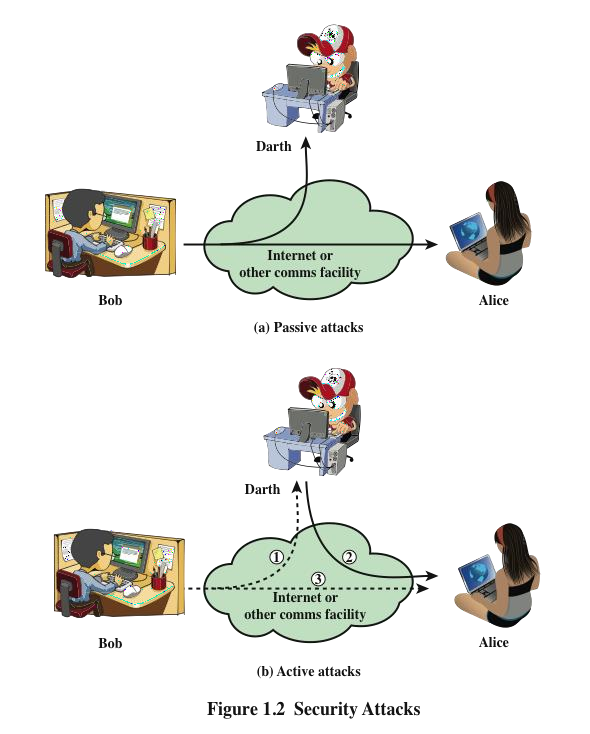 Darth
Internet or
other comms facility
Bob
Alice
(a) Passive attacks
Darth
1
2
3
Internet or
other comms facility
Bob
Alice
(b) Active attacks
Figure 1.2 Security Attacks